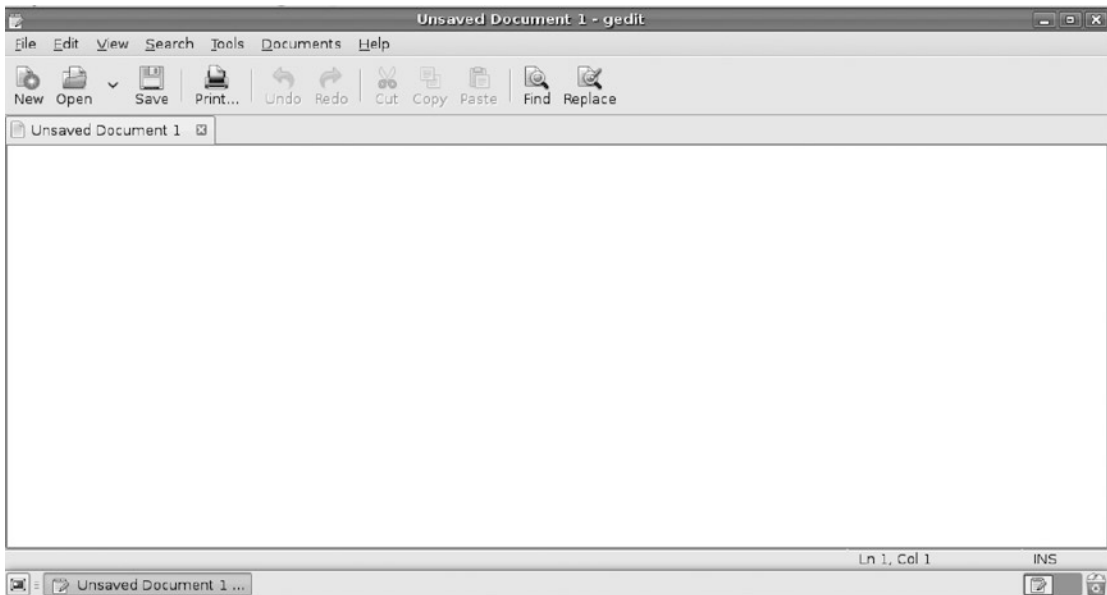 Unsaved Document 1 - gedit
File Edit View Search Tools Documents Help
New Open Save Print... Undo Redo Cut Copy Paste Find Replace
Unsaved Document 1
Ln 1, Col 1 INS
Unsaved Document 1 ...